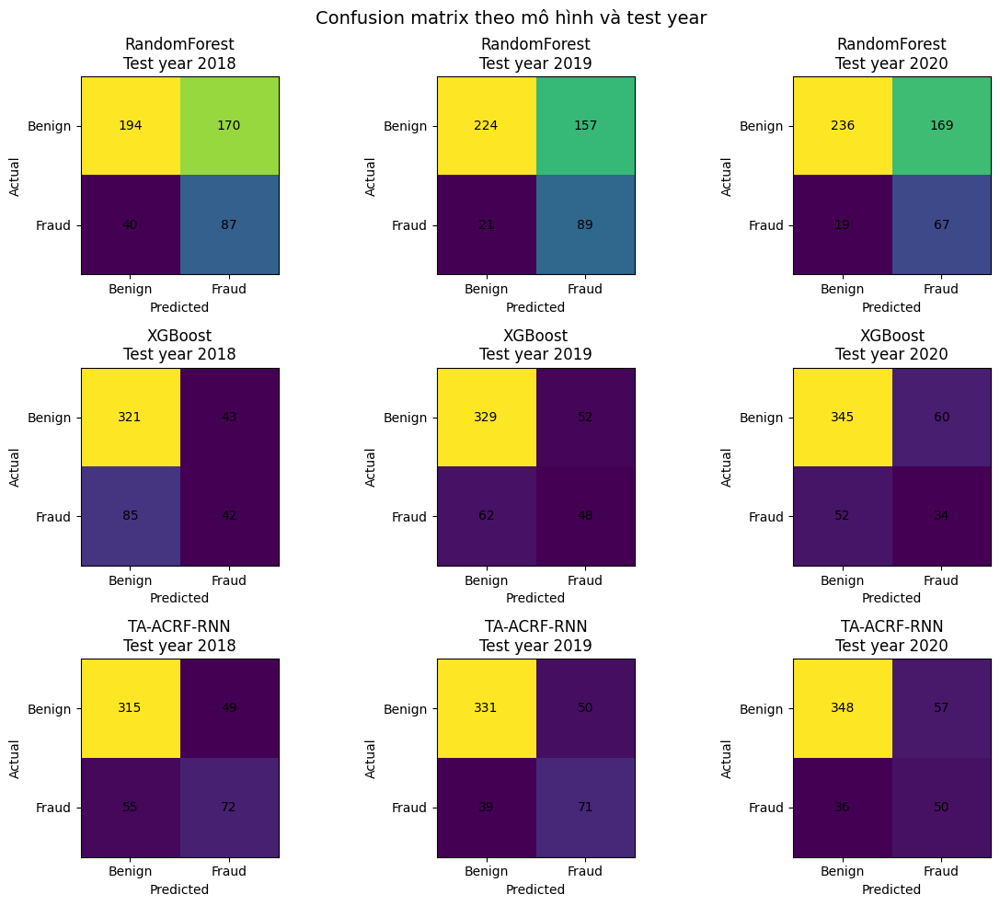 Confusion matrix theo mô hình và test year
RandomForest
Test year 2018
Benign
194
170
Actual
Fraud
40
87
Benign
Fraud
Predicted
RandomForest
Test year 2019
Benign
224
157
Actual
Fraud
21
89
Benign
Fraud
Predicted
RandomForest
Test year 2020
Benign
236
169
Actual
Fraud
19
67
Benign
Fraud
Predicted
XGBoost
Test year 2018
Benign
321
43
Actual
Fraud
85
42
Benign
Fraud
Predicted
XGBoost
Test year 2019
Benign
329
52
Actual
Fraud
62
48
Benign
Fraud
Predicted
XGBoost
Test year 2020
Benign
345
60
Actual
Fraud
52
34
Benign
Fraud
Predicted
TA-ACRF-RNN
Test year 2018
Benign
315
49
Actual
Fraud
55
72
Benign
Fraud
Predicted
TA-ACRF-RNN
Test year 2019
Benign
331
50
Actual
Fraud
39
71
Benign
Fraud
Predicted
TA-ACRF-RNN
Test year 2020
Benign
348
57
Actual
Fraud
36
50
Benign
Fraud
Predicted